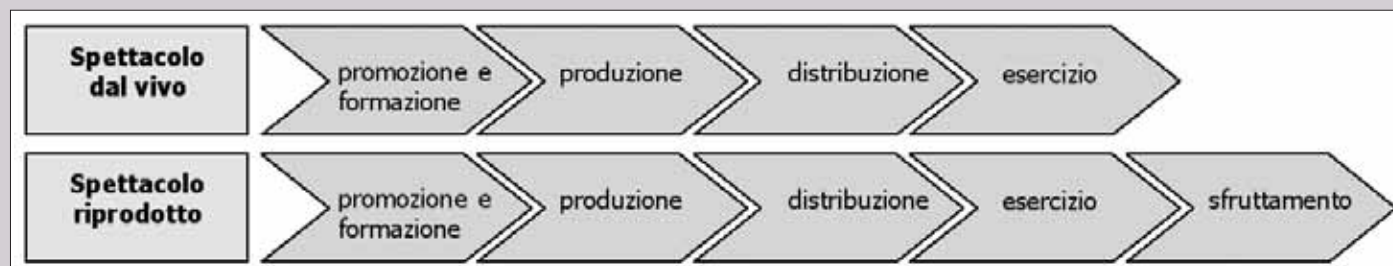 Spettacolo
dal vivo
promozione e
formazione
produzione
distribuzione
esercizio
Spettacolo
riprodotto
promozione e
formazione
produzione
distribuzione
esercizio
sfruttamento